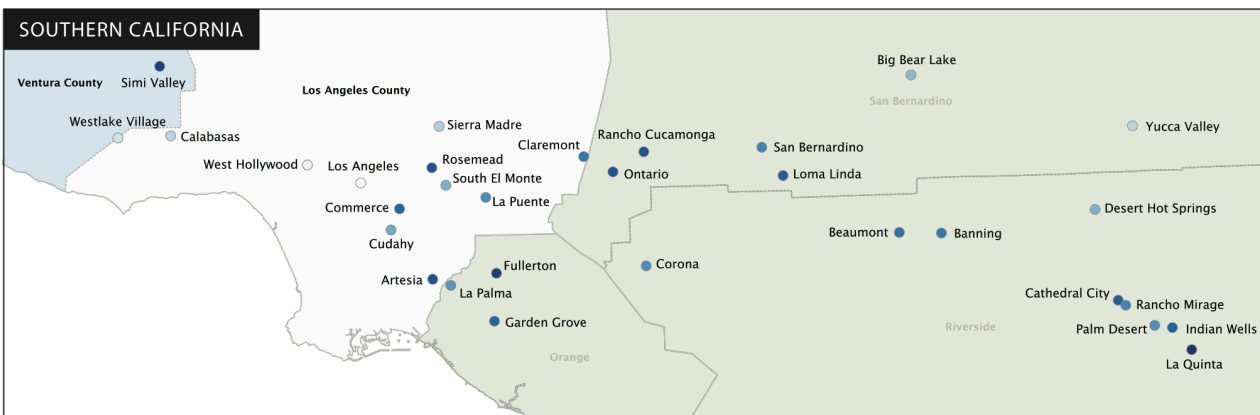 SOUTHERN CALIFORNIA
Big Bear Lake
Ventura County
Simi Valley
Los Angeles County
San Bernardino
Westlake Village
Calabasas
Sierra Madre
Rancho Cucamonga
Yucca Valley
Claremont
San Bernardino
West Hollywood
Los Angeles
Rosemead
South El Monte
Ontario
Loma Linda
La Puente
Commerce
Desert Hot Springs
Cudahy
Beaumont
Banning
Artesia
Fullerton
Corona
La Palma
Cathedral City
Rancho Mirage
Garden Grove
Riverside
Palm Desert
Indian Wells
Orange
La Quinta